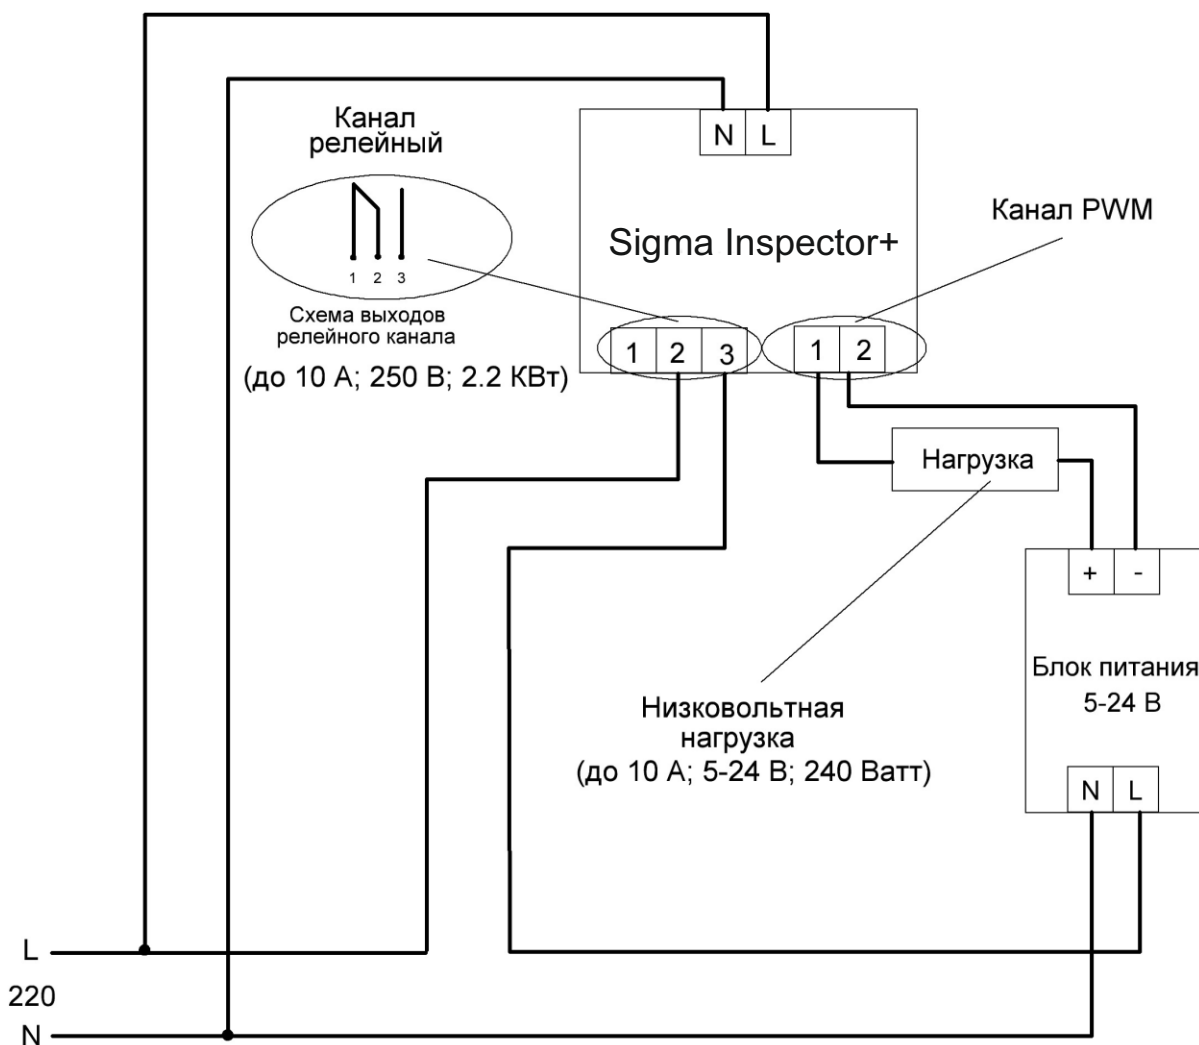 Канал
релейный
1 2 3
Схема выходов
релейного канала
(до 10 А; 250 В; 2.2 КВт)
N L
Sigma Inspector+
Канал PWM
1 2 3
1 2
Нагрузка
+ -
Блок питания
5-24 В
N L
Низковольтная
нагрузка
(до 10 А; 5-24 В; 240 Ватт)
L
220
N